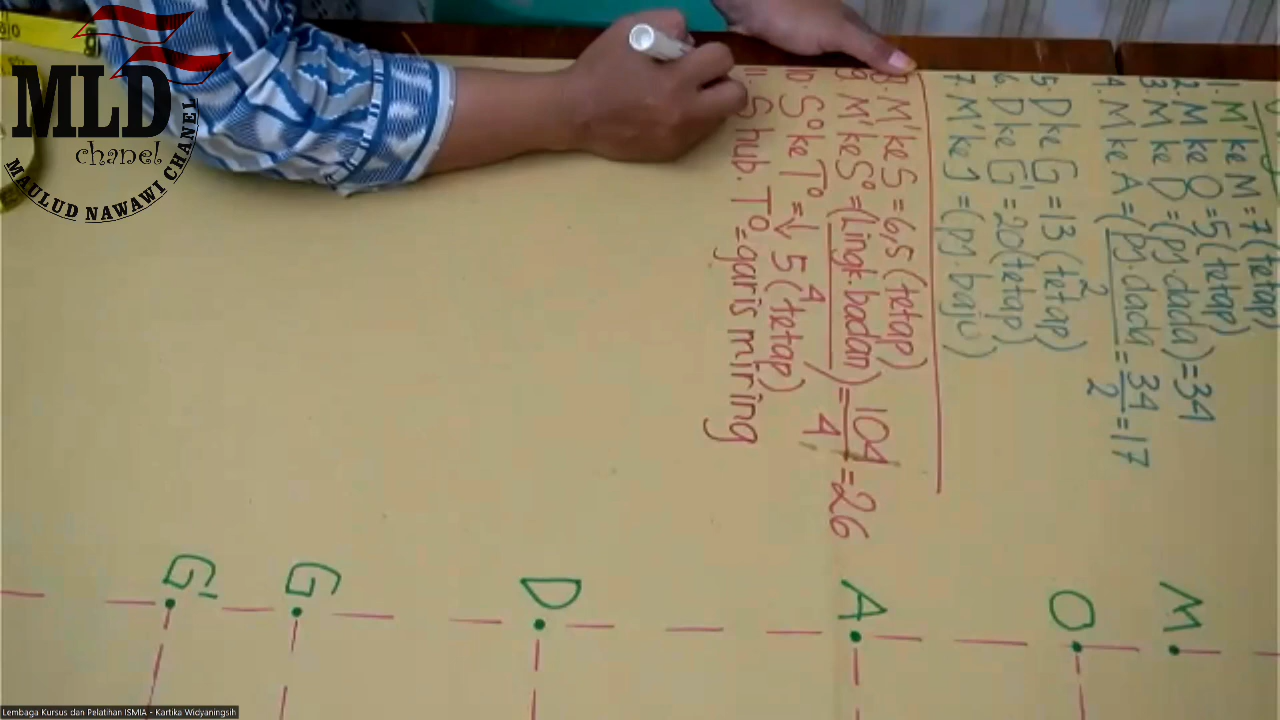 MLD
chanel
MAULUD NAWAWI CHANEL
1. M' ke M = 7 (tetap)
2. M ke O = 5 (tetap)
3 M ke D = (pj. dada) = 34
4. M ke A = (pj. dada / 2) = 34/2 = 17
5. D ke G = 13 (tetap)
6. D ke G' = 20 (tetap)
7. M' ke J = (pj. baju)
M' ke S = 6,5 (tetap)
9 M' ke S° = (Lingk. badan / 4) = 104/4 = 26
10. S° ke T° = ↓ 5 (tetap)
11. S hub. T° = garis miring
M
O
A
D
G
G'
Lembaga Kursus dan Pelatihan ISMIA - Kartika Widyaningsih